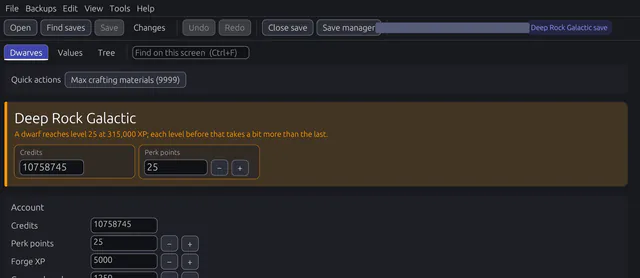 File Backups Edit View Tools Help
Open Find saves Save Changes Undo Redo Close save Save manager Deep Rock Galactic save
Dwarves Values Tree Find on this screen (Ctrl+F)
Quick actions Max crafting materials (9999)
Deep Rock Galactic
A dwarf reaches level 25 at 315,000 XP; each level before that takes a bit more than the last.
Credits Perk points
10758745 25 − +
Account
Credits 10758745
Perk points 25 − +
Forge XP 5000 − +